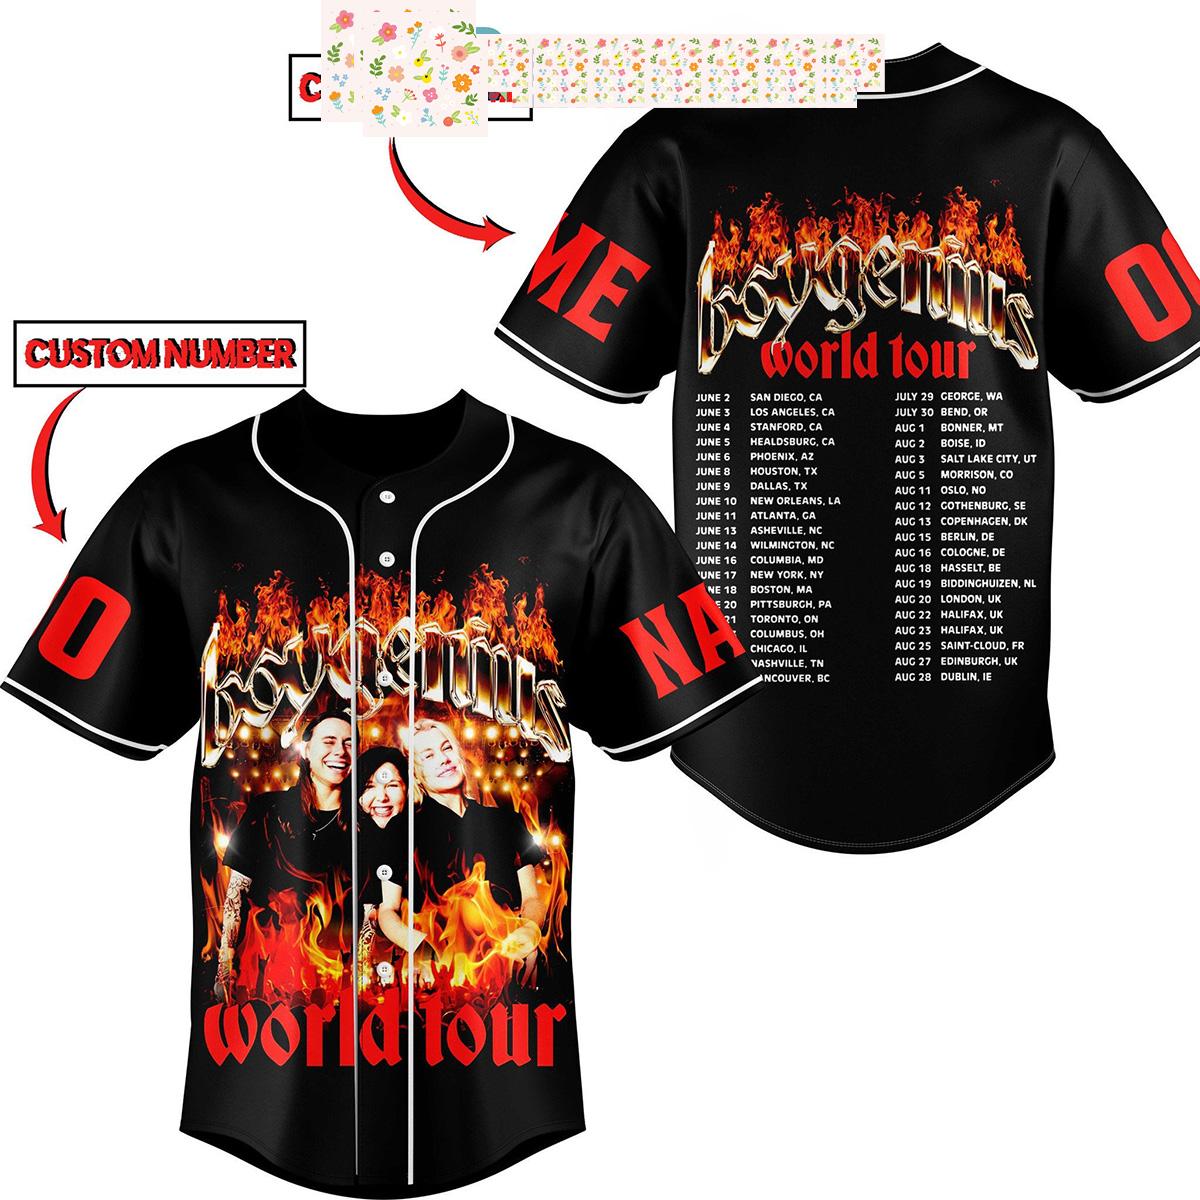 ME
OO
boygenius
world tour
JUNE 2 SAN DIEGO, CA
JUNE 3 LOS ANGELES, CA
JUNE 4 STANFORD, CA
JUNE 5 HEALDSBURG, CA
JUNE 6 PHOENIX, AZ
JUNE 8 HOUSTON, TX
JUNE 9 DALLAS, TX
JUNE 10 NEW ORLEANS, LA
JUNE 11 ATLANTA, GA
JUNE 13 ASHEVILLE, NC
JUNE 14 WILMINGTON, NC
JUNE 16 COLUMBIA, MD
JUNE 17 NEW YORK, NY
NE 18 BOSTON, MA
E 20 PITTSBURGH, PA
21 TORONTO, ON
COLUMBUS, OH
CHICAGO, IL
NASHVILLE, TN
ANCOUVER, BC
JULY 29 GEORGE, WA
JULY 30 BEND, OR
AUG 1 BONNER, MT
AUG 2 BOISE, ID
AUG 3 SALT LAKE CITY, UT
AUG 5 MORRISON, CO
AUG 11 OSLO, NO
AUG 12 GOTHENBURG, SE
AUG 13 COPENHAGEN, DK
AUG 15 BERLIN, DE
AUG 16 COLOGNE, DE
AUG 18 HASSELT, BE
AUG 19 BIDDINGHUIZEN, NL
AUG 20 LONDON, UK
AUG 22 HALIFAX, UK
AUG 23 HALIFAX, UK
AUG 25 SAINT-CLOUD, FR
AUG 27 EDINBURGH, UK
AUG 28 DUBLIN, IE
CUSTOM NUMBER
OO
NA
boygenius
world tour